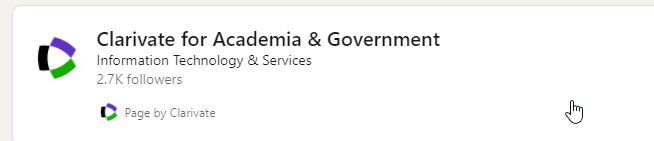 Clarivate for Academia & Government
Information Technology & Services
2.7K followers
Page by Clarivate